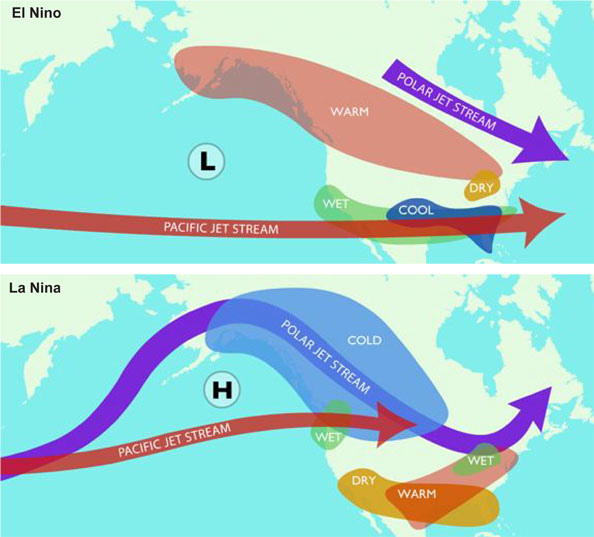 El Nino
POLAR JET STREAM
WARM
L
DRY
WET
COOL
PACIFIC JET STREAM
La Nina
POLAR JET STREAM
COLD
H
PACIFIC JET STREAM
WET
WET
DRY
WARM